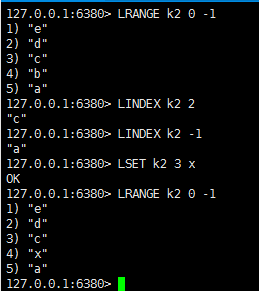 127.0.0.1:6380> LRANGE k2 0 -1
1) "e"
2) "d"
3) "c"
4) "b"
5) "a"
127.0.0.1:6380> LINDEX k2 2
"c"
127.0.0.1:6380> LINDEX k2 -1
"a"
127.0.0.1:6380> LSET k2 3 x
OK
127.0.0.1:6380> LRANGE k2 0 -1
1) "e"
2) "d"
3) "c"
4) "x"
5) "a"
127.0.0.1:6380>